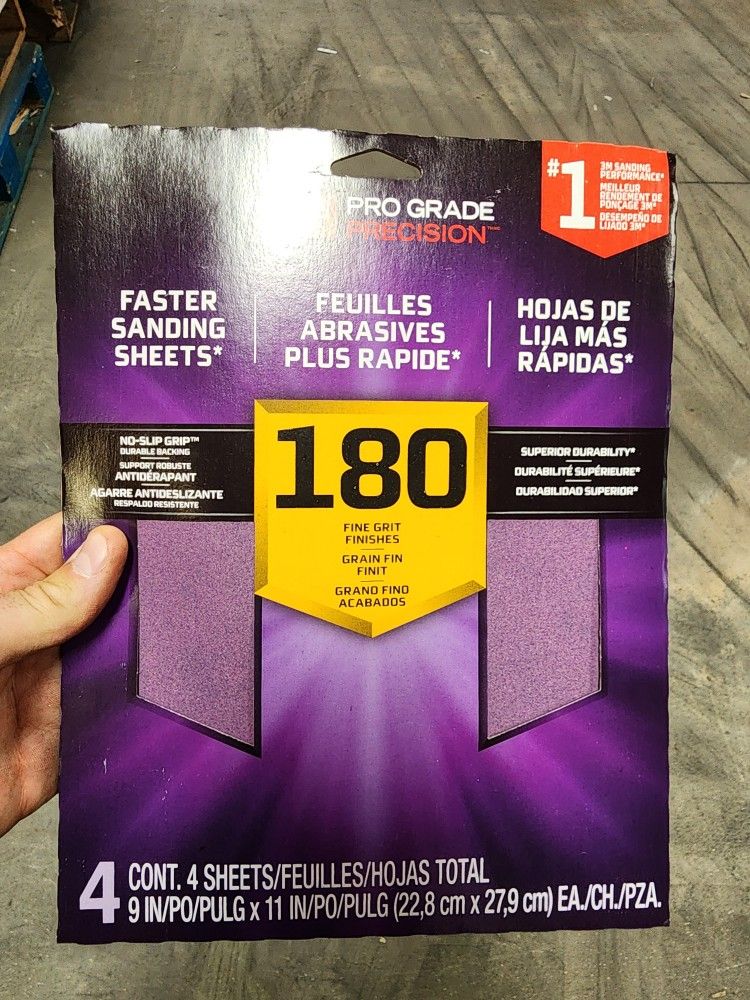 PRO GRADE
PRECISION
#1
3M SANDING
PERFORMANCE*
MEILLEUR
RENDEMENT DE
PONÇAGE 3M*
DESEMPEÑO DE
LIJADO 3M*
FASTER
SANDING
SHEETS*
FEUILLES
ABRASIVES
PLUS RAPIDE*
HOJAS DE
LIJA MÁS
RÁPIDAS*
NO-SLIP GRIP™
DURABLE BACKING
SUPPORT ROBUSTE
ANTIDÉRAPANT
AGARRE ANTIDESLIZANTE
RESPALDO RESISTENTE
180
FINE GRIT
FINISHES
GRAIN FIN
FINIT
GRANO FINO
ACABADOS
SUPERIOR DURABILITY*
DURABILITÉ SUPÉRIEURE*
DURABILIDAD SUPERIOR*
4 CONT. 4 SHEETS/FEUILLES/HOJAS TOTAL
9 IN/PO/PULG x 11 IN/PO/PULG (22,8 cm x 27,9 cm) EA./CH./PZA.